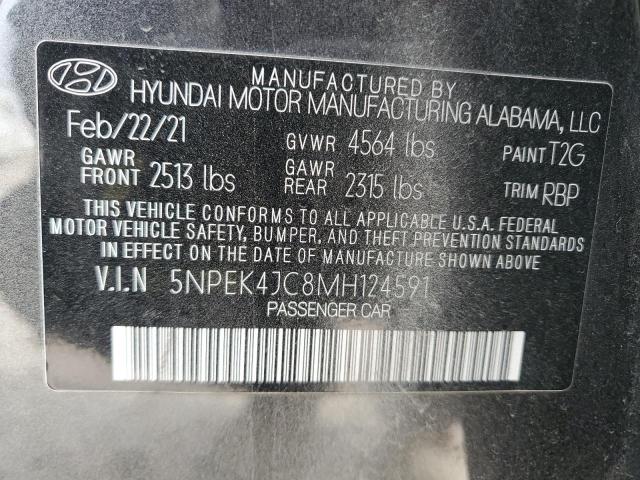 MANUFACTURED BY
HYUNDAI MOTOR MANUFACTURING ALABAMA, LLC
Feb/22/21 GVWR 4564 lbs PAINT T2G
GAWR FRONT 2513 lbs GAWR REAR 2315 lbs TRIM RBP
THIS VEHICLE CONFORMS TO ALL APPLICABLE U.S.A. FEDERAL
MOTOR VEHICLE SAFETY, BUMPER, AND THEFT PREVENTION STANDARDS
IN EFFECT ON THE DATE OF MANUFACTURE SHOWN ABOVE.
V.I.N 5NPEK4JC8MH124591
PASSENGER CAR